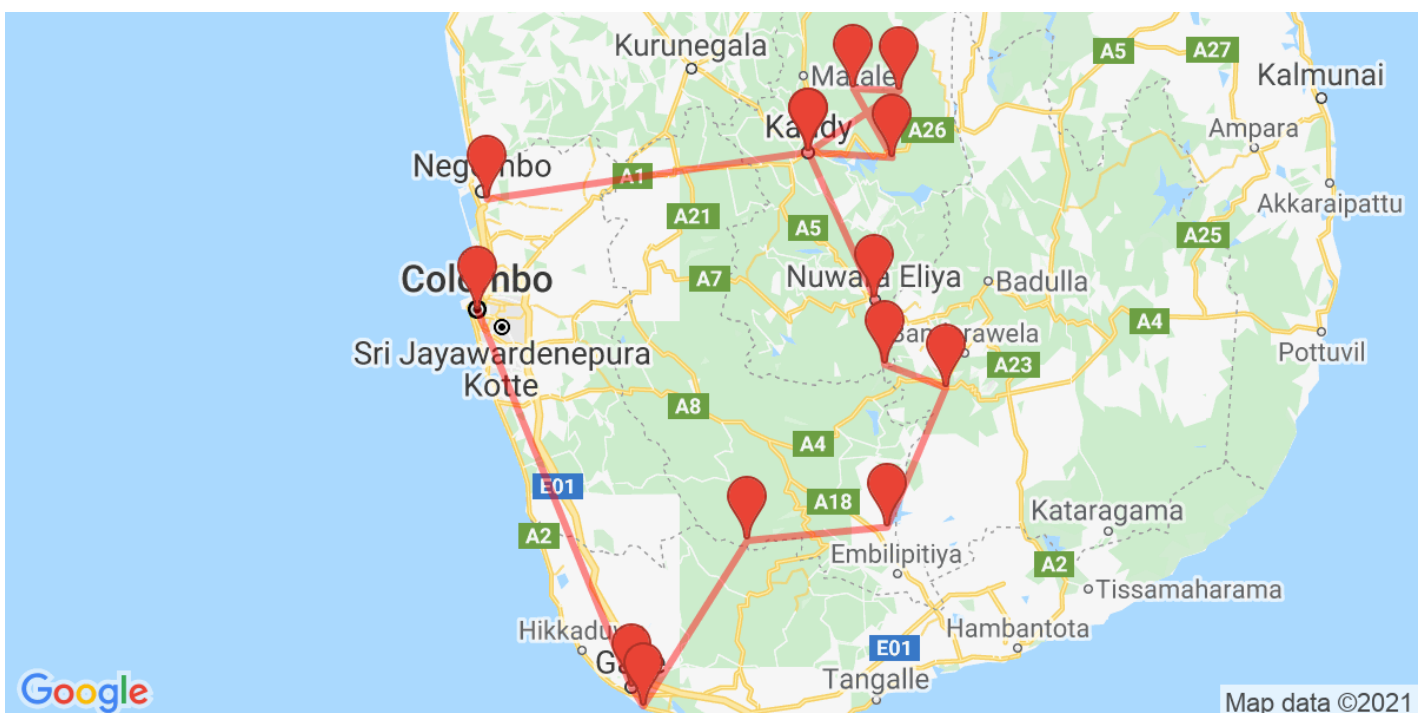 Kurunegala
A5
A27
Matale
Kalmunai
Kandy
A26
Ampara
Negombo
A1
Akkaraipattu
A21
A5
A25
Colombo
A7
Nuwara Eliya
Badulla
A4
Sri Jayawardenepura
Kotte
Bandarawela
A23
Pottuvil
A8
A4
E01
A18
A2
Kataragama
Embilipitiya
A2
Tissamaharama
Hikkaduwa
Hambantota
Galle
E01
Tangalle
Google
Map data ©2021